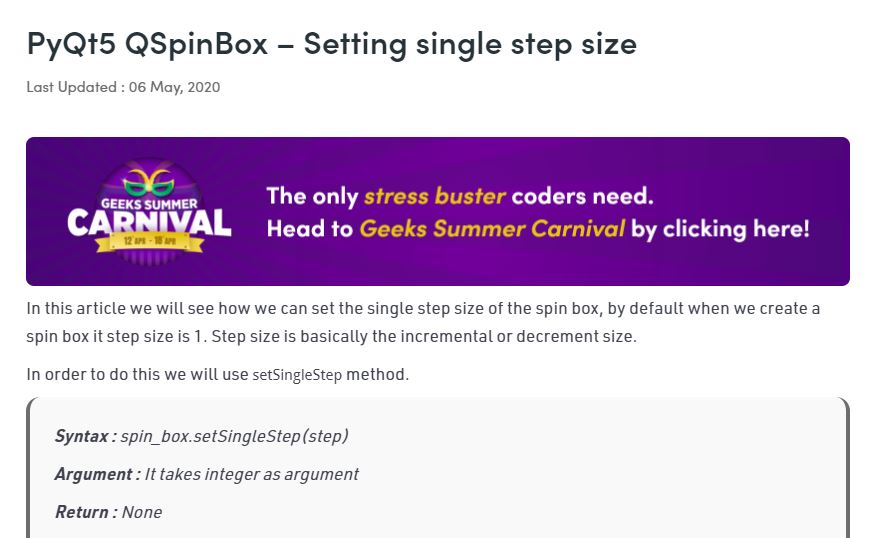 PyQt5 QSpinBox – Setting single step size
Last Updated : 06 May, 2020
GEEKS SUMMER
CARNIVAL
12 APR - 18 APR
The only stress buster coders need.
Head to Geeks Summer Carnival by clicking here!
In this article we will see how we can set the single step size of the spin box, by default when we create a
spin box it step size is 1. Step size is basically the incremental or decrement size.
In order to do this we will use setSingleStep method.
Syntax : spin_box.setSingleStep(step)
Argument : It takes integer as argument
Return : None